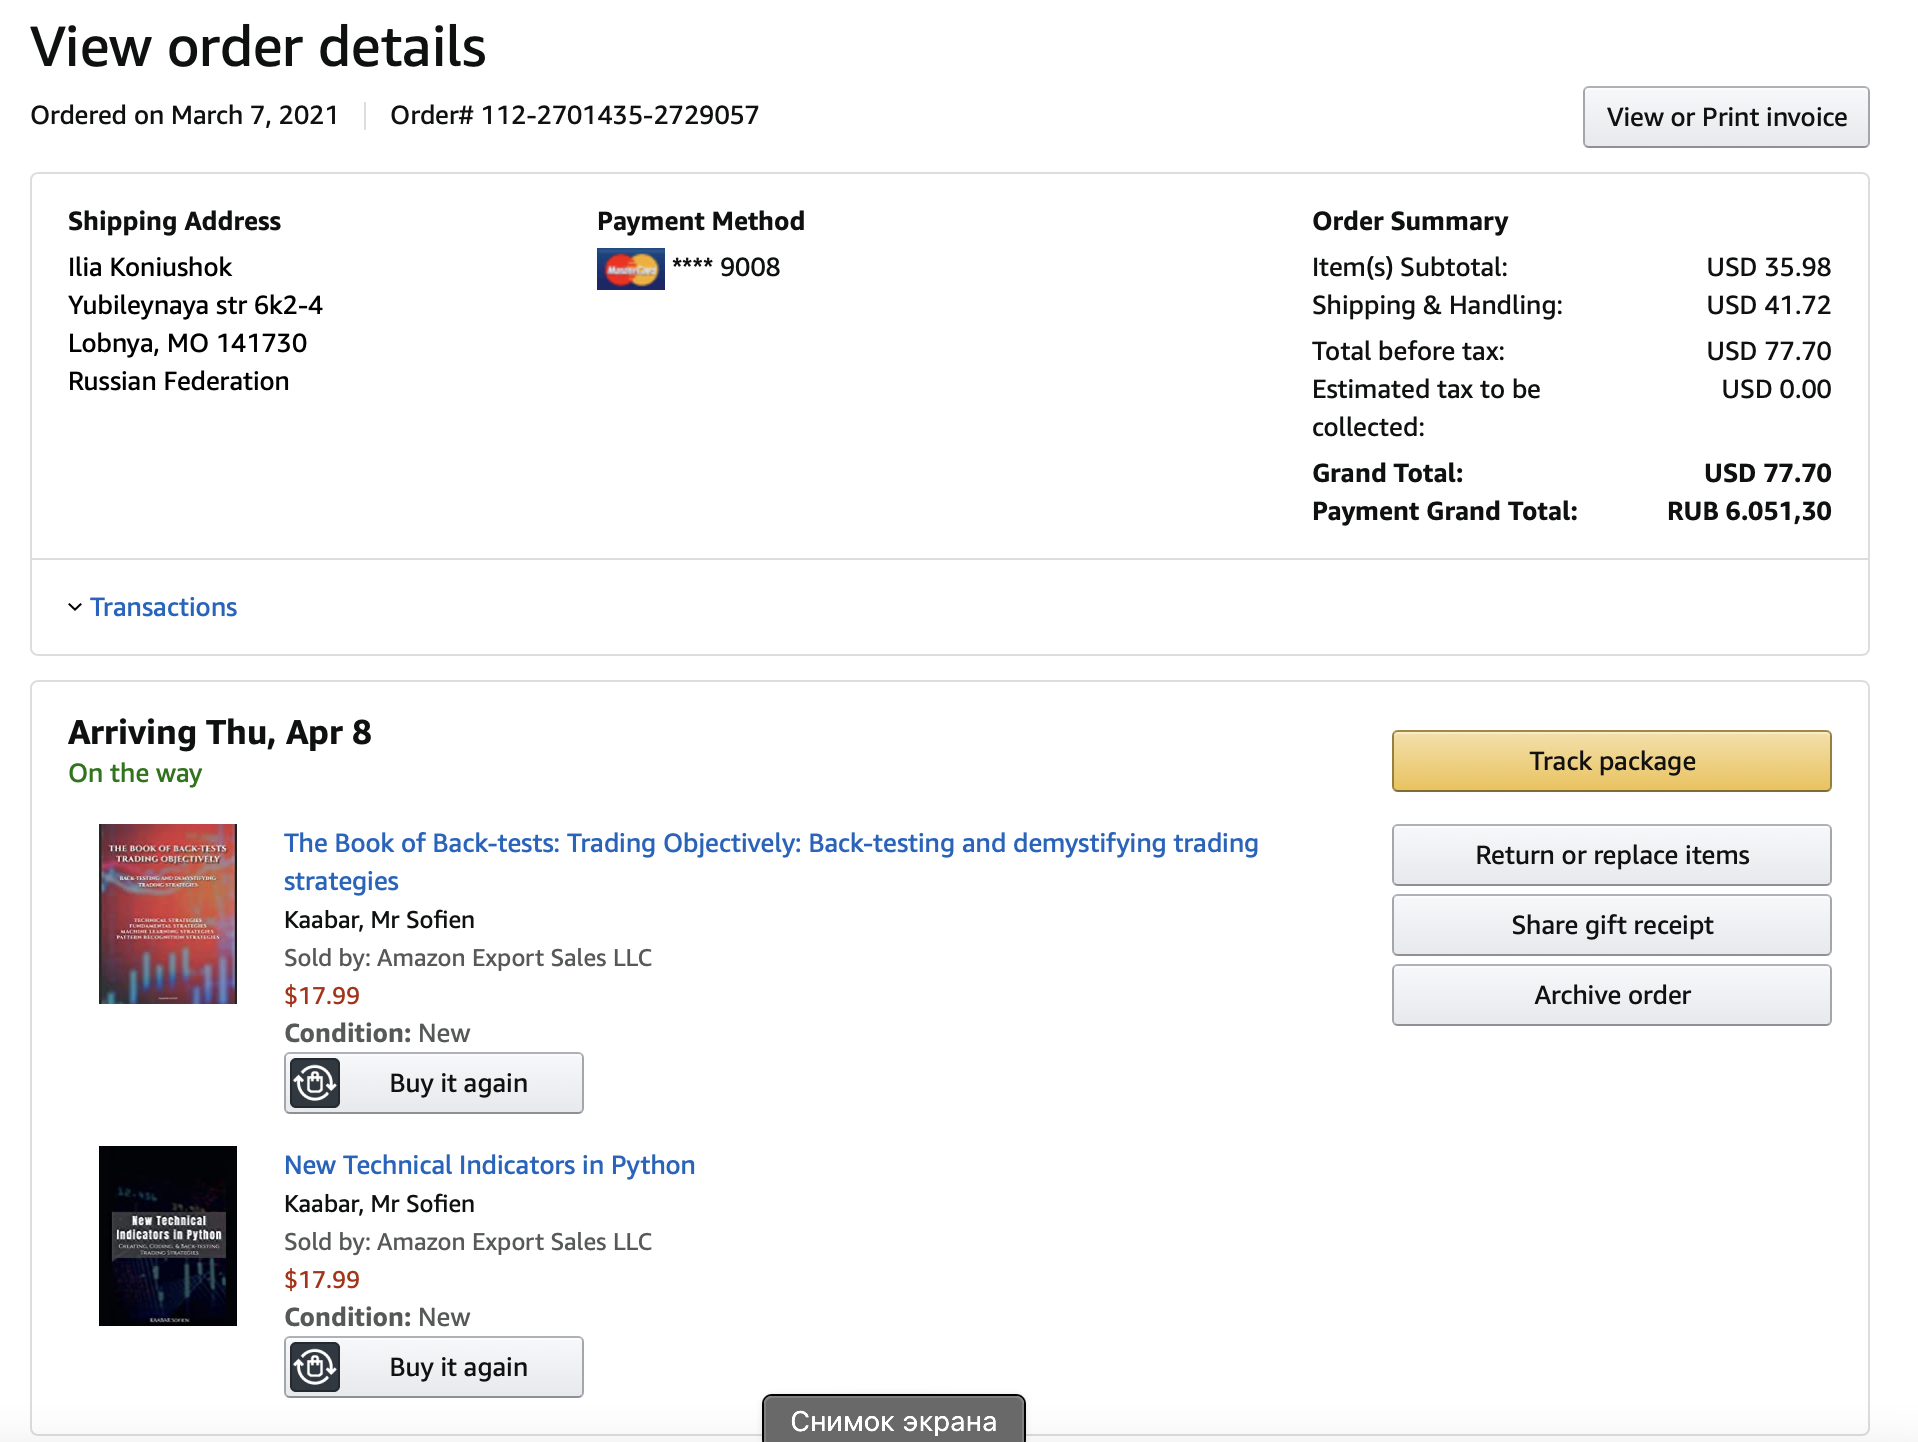 View order details
Ordered on March 7, 2021
Order# 112-2701435-2729057
View or Print invoice
Shipping Address
Ilia Koniushok
Yubileynaya str 6k2-4
Lobnya, MO 141730
Russian Federation
Payment Method
MasterCard **** 9008
Order Summary
Item(s) Subtotal: USD 35.98
Shipping & Handling: USD 41.72
Total before tax: USD 77.70
Estimated tax to be USD 0.00
collected:
Grand Total: USD 77.70
Payment Grand Total: RUB 6.051,30
Transactions
Arriving Thu, Apr 8
On the way
Track package
Return or replace items
Share gift receipt
Archive order
THE BOOK OF BACK-TESTS
TRADING OBJECTIVELY
BACK-TESTING AND DEMYSTIFYING
TRADING STRATEGIES
TECHNICAL STRATEGIES
FUNDAMENTAL STRATEGIES
MACHINE LEARNING STRATEGIES
PATTERN RECOGNITION STRATEGIES
The Book of Back-tests: Trading Objectively: Back-testing and demystifying trading
strategies
Kaabar, Mr Sofien
Sold by: Amazon Export Sales LLC
$17.99
Condition: New
Buy it again
New Technical
Indicators in Python
CREATING, CODING, & BACK-TESTING
TRADING STRATEGIES
KAABAR SOFIEN
New Technical Indicators in Python
Kaabar, Mr Sofien
Sold by: Amazon Export Sales LLC
$17.99
Condition: New
Buy it again
Снимок экрана